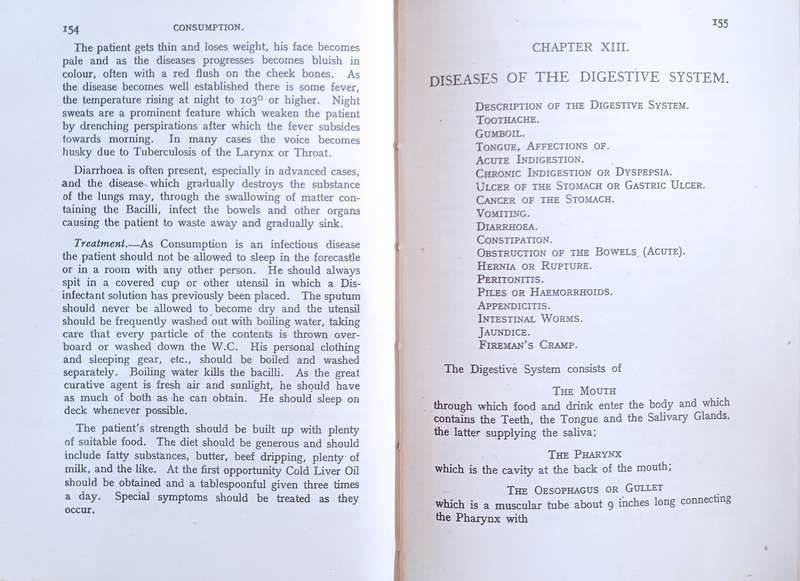 154
CONSUMPTION.
The patient gets thin and loses weight, his face becomes
pale and as the diseases progresses becomes bluish in
colour, often with a red flush on the cheek bones. As
the disease becomes well established there is some fever,
the temperature rising at night to 103° or higher. Night
sweats are a prominent feature which weaken the patient
by drenching perspirations after which the fever subsides
towards morning. In many cases the voice becomes
husky due to Tuberculosis of the Larynx or Throat.
Diarrhoea is often present, especially in advanced cases,
and the disease which gradually destroys the substance
of the lungs may, through the swallowing of matter con-
taining the Bacilli, infect the bowels and other organs
causing the patient to waste away and gradually sink.
Treatment.—As Consumption is an infectious disease
the patient should not be allowed to sleep in the forecastle
or in a room with any other person. He should always
spit in a covered cup or other utensil in which a Dis-
infectant solution has previously been placed. The sputum
should never be allowed to become dry and the utensil
should be frequently washed out with boiling water, taking
care that every particle of the contents is thrown over-
board or washed down the W.C. His personal clothing
and sleeping gear, etc., should be boiled and washed
separately. Boiling water kills the bacilli. As the great
curative agent is fresh air and sunlight, he should have
as much of both as he can obtain. He should sleep on
deck whenever possible.
The patient's strength should be built up with plenty
of suitable food. The diet should be generous and should
include fatty substances, butter, beef dripping, plenty of
milk, and the like. At the first opportunity Cold Liver Oil
should be obtained and a tablespoonful given three times
a day. Special symptoms should be treated as they
occur.
155
CHAPTER XIII.
DISEASES OF THE DIGESTIVE SYSTEM.
DESCRIPTION OF THE DIGESTIVE SYSTEM.
TOOTHACHE.
GUMBOIL.
TONGUE, AFFECTIONS OF.
ACUTE INDIGESTION.
CHRONIC INDIGESTION OR DYSPEPSIA.
ULCER OF THE STOMACH OR GASTRIC ULCER.
CANCER OF THE STOMACH.
VOMITING.
DIARRHOEA.
CONSTIPATION.
OBSTRUCTION OF THE BOWELS. (ACUTE).
HERNIA OR RUPTURE.
PERITONITIS.
PILES OR HAEMORRHOIDS.
APPENDICITIS.
INTESTINAL WORMS.
JAUNDICE.
FIREMAN'S CRAMP.
The Digestive System consists of
THE MOUTH
through which food and drink enter the body and which
contains the Teeth, the Tongue and the Salivary Glands,
the latter supplying the saliva;
THE PHARYNX
which is the cavity at the back of the mouth;
THE OESOPHAGUS OR GULLET
which is a muscular tube about 9 inches long connecting
the Pharynx with